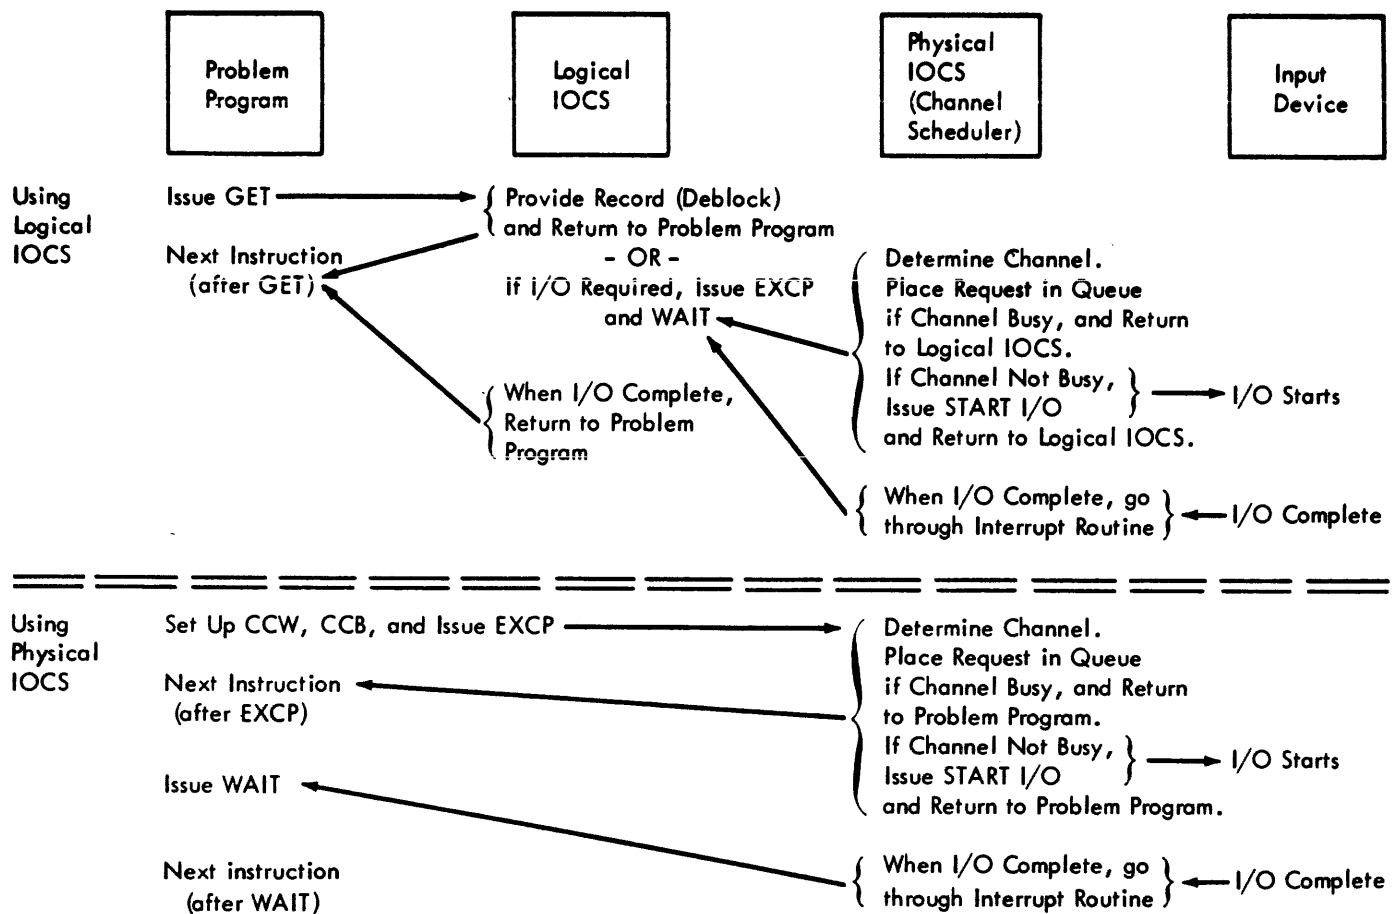 Problem
Program
Logical
IOCS
Physical
IOCS
(Channel
Scheduler)
Input
Device
Using
Logical
IOCS
Issue GET
Next Instruction
(after GET)
Provide Record (Deblock)
and Return to Problem Program
- OR -
if I/O Required, issue EXCP
and WAIT
When I/O Complete,
Return to Problem
Program
Determine Channel.
Place Request in Queue
if Channel Busy, and Return
to Logical IOCS.
If Channel Not Busy,
Issue START I/O
and Return to Logical IOCS.
I/O Starts
When I/O Complete, go
through Interrupt Routine
I/O Complete
Using
Physical
IOCS
Set Up CCW, CCB, and Issue EXCP
Next Instruction
(after EXCP)
Issue WAIT
Next instruction
(after WAIT)
Determine Channel.
Place Request in Queue
if Channel Busy, and Return
to Problem Program.
If Channel Not Busy,
Issue START I/O
and Return to Problem Program.
I/O Starts
When I/O Complete, go
through Interrupt Routine
I/O Complete